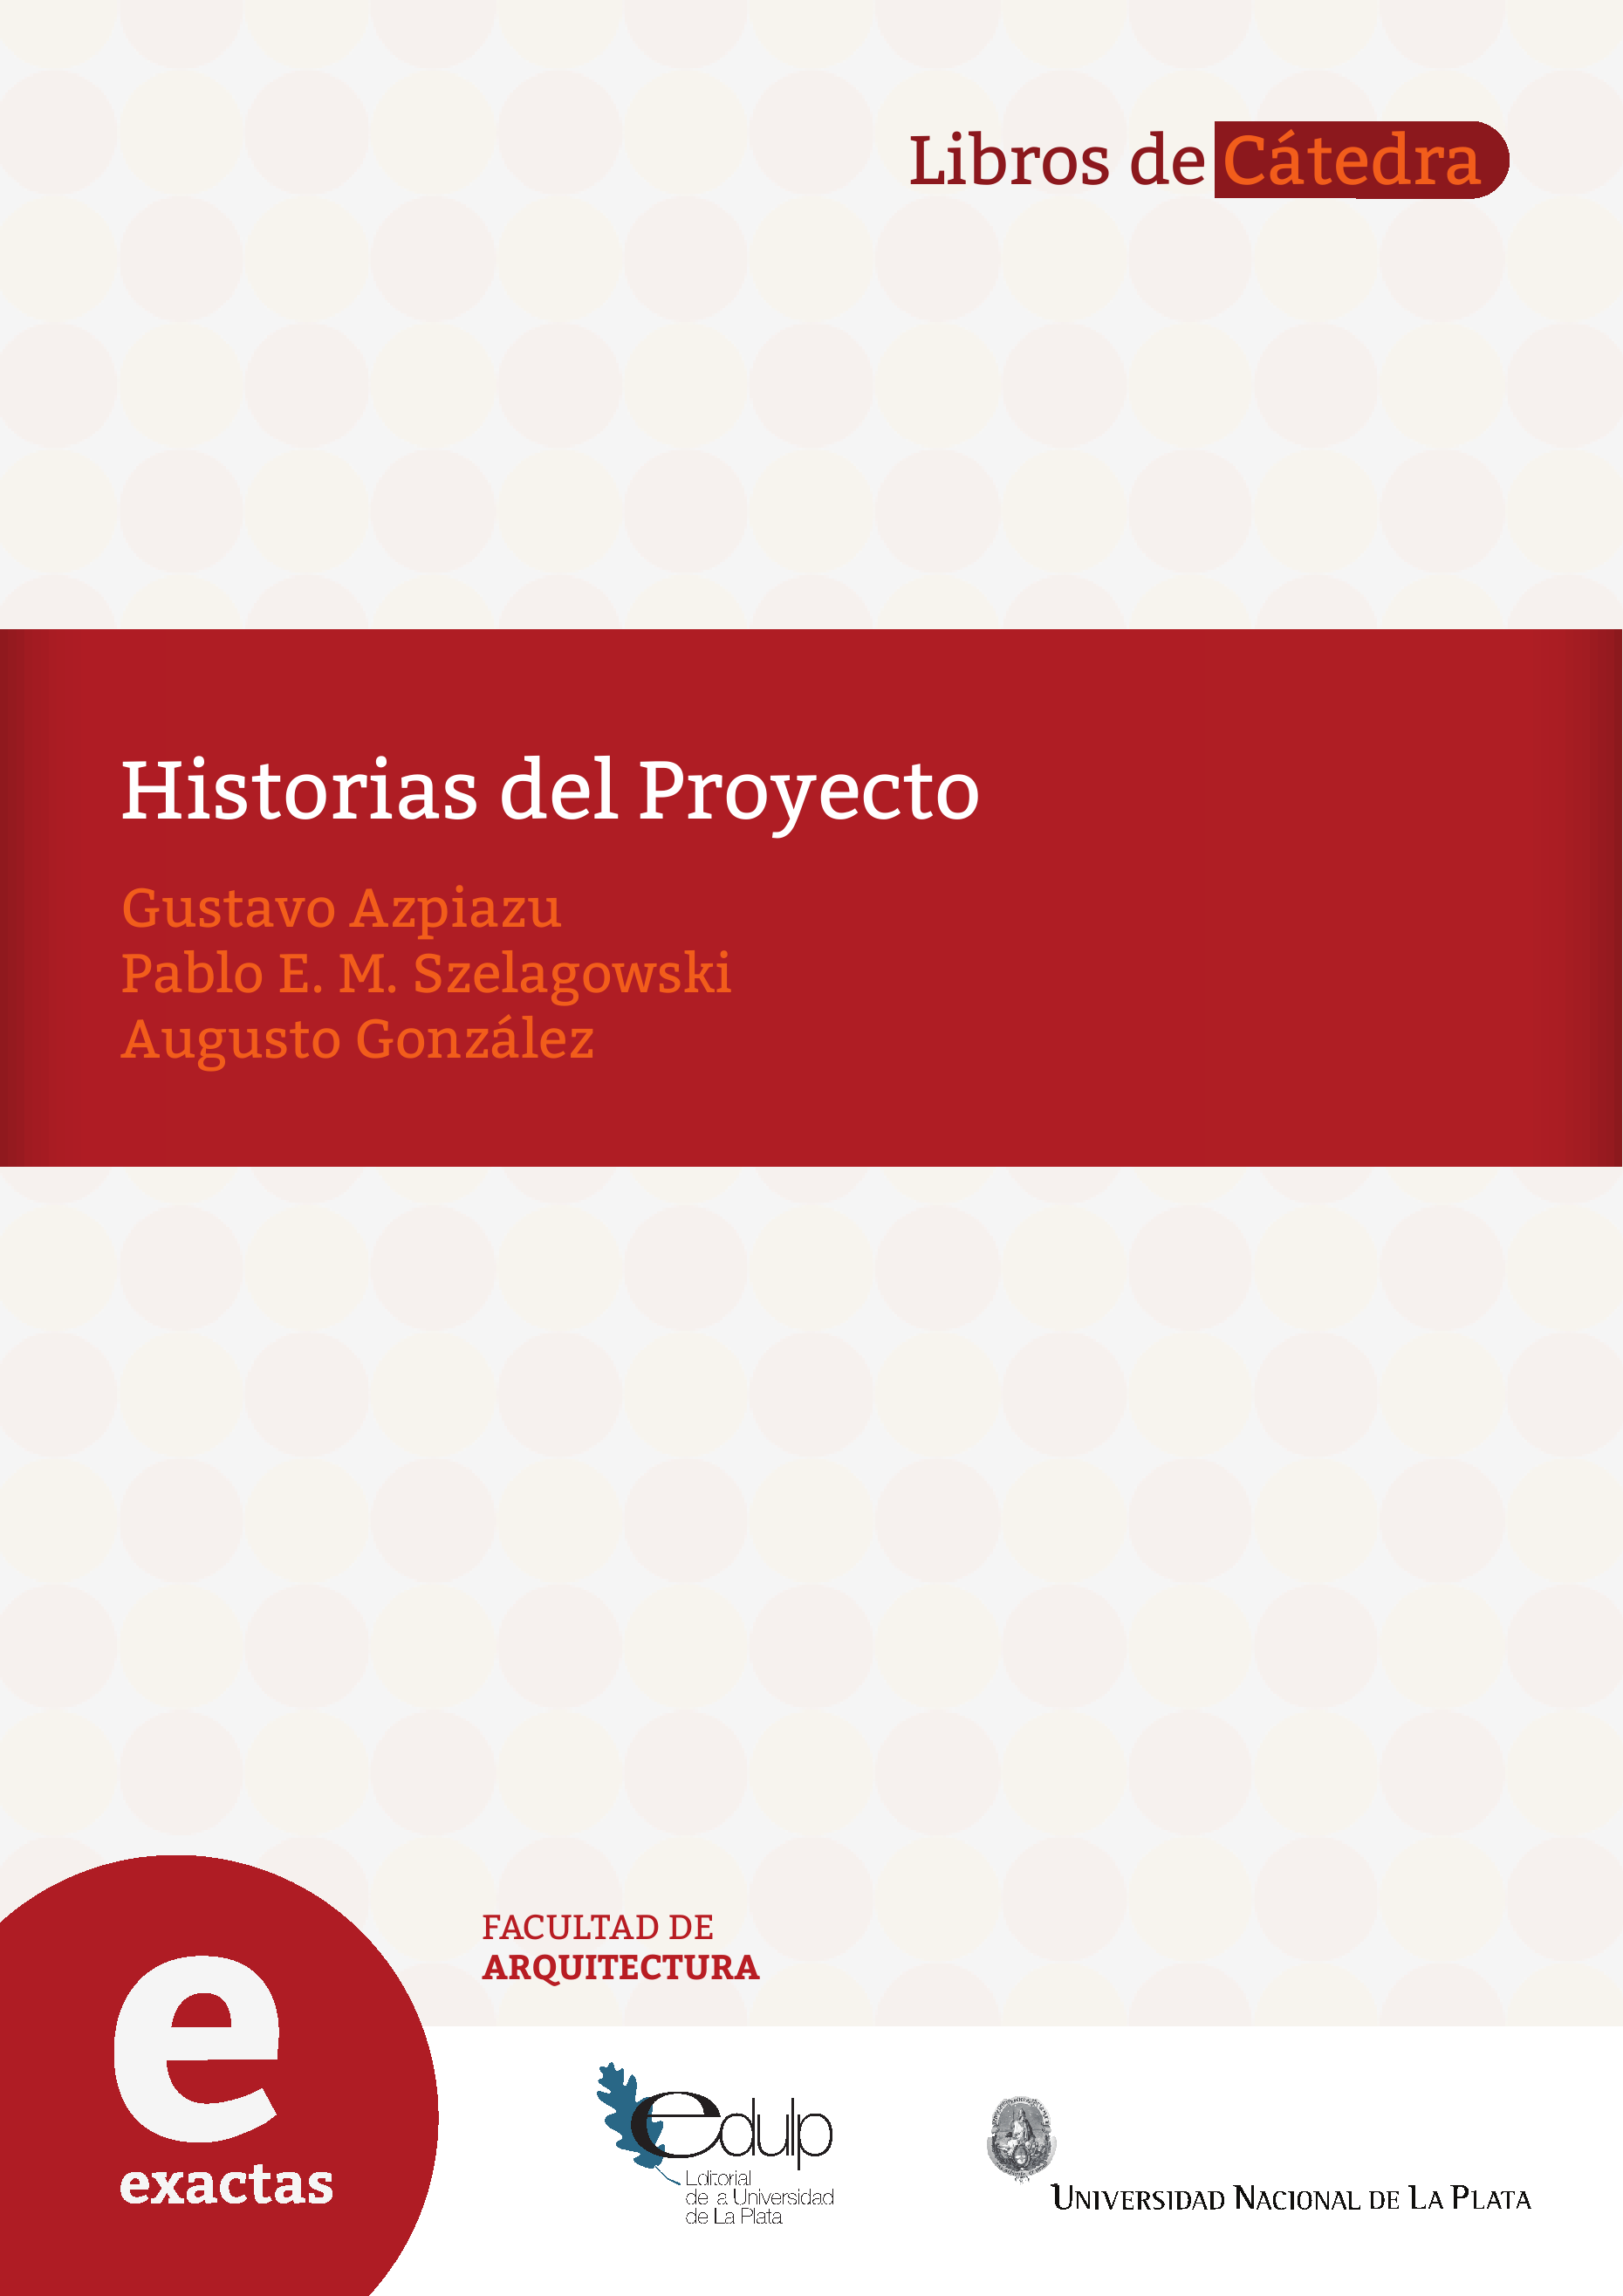 Libros de Cátedra
Historias del Proyecto
Gustavo Azpiazu
Pablo E. M. Szelagowski
Augusto González
FACULTAD DE
ARQUITECTURA
e
exactas
edulp
Editorial
de la Universidad
de La Plata
UNIVERSIDAD NACIONAL DE LA PLATA